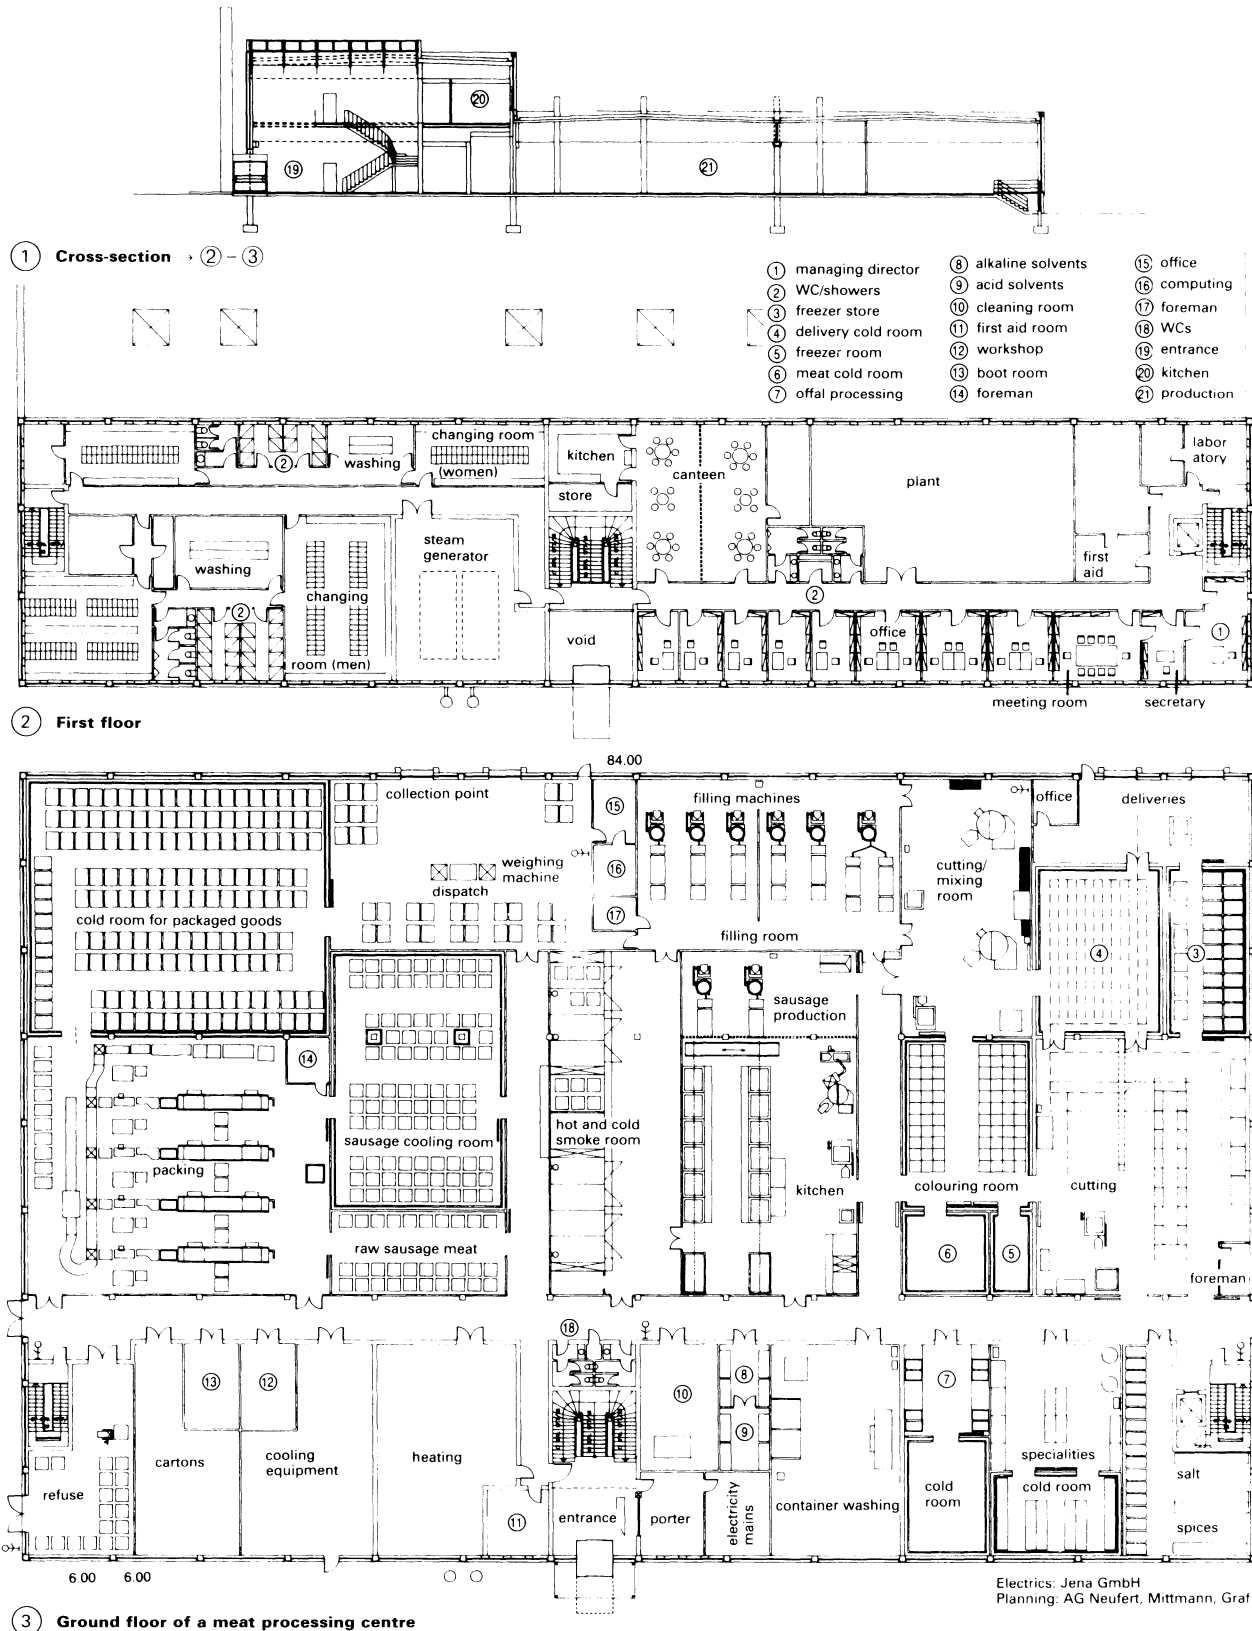 20
19
21
1 Cross-section → 2 – 3
1 managing director
2 WC/showers
3 freezer store
4 delivery cold room
5 freezer room
6 meat cold room
7 offal processing
8 alkaline solvents
9 acid solvents
10 cleaning room
11 first aid room
12 workshop
13 boot room
14 foreman
15 office
16 computing
17 foreman
18 WCs
19 entrance
20 kitchen
21 production
2
washing
changing room
(women)
kitchen
store
canteen
plant
labor
atory
washing
changing
room (men)
2
steam
generator
void
first
aid
2
office
1
meeting room
secretary
2 First floor
84.00
collection point
15
filling machines
office
deliveries
weighing
machine
dispatch
16
17
cutting/
mixing
room
cold room for packaged goods
filling room
4
3
sausage
production
14
hot and cold
smoke room
sausage cooling room
packing
kitchen
colouring room
cutting
raw sausage meat
6
5
foreman
18
13
12
10
8
7
9
cartons
cooling
equipment
heating
specialities
refuse
cold
room
cold room
salt
11
entrance
porter
electricity
mains
container washing
spices
6.00
6.00
Electrics: Jena GmbH
Planning: AG Neufert, Mittmann, Graf
3 Ground floor of a meat processing centre